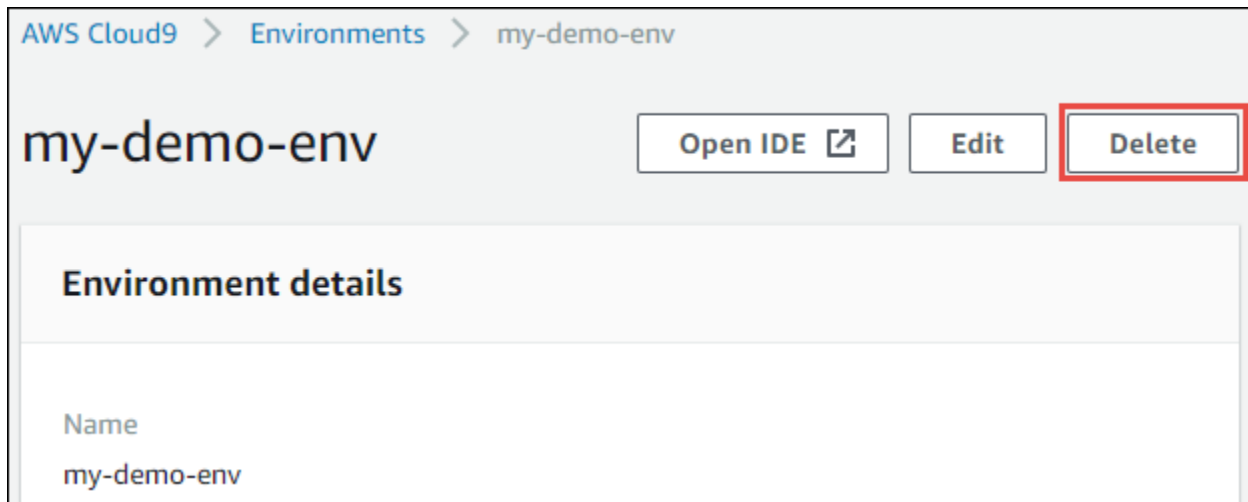 AWS Cloud9 > Environments > my-demo-env
my-demo-env
Open IDE Edit Delete
Environment details
Name
my-demo-env